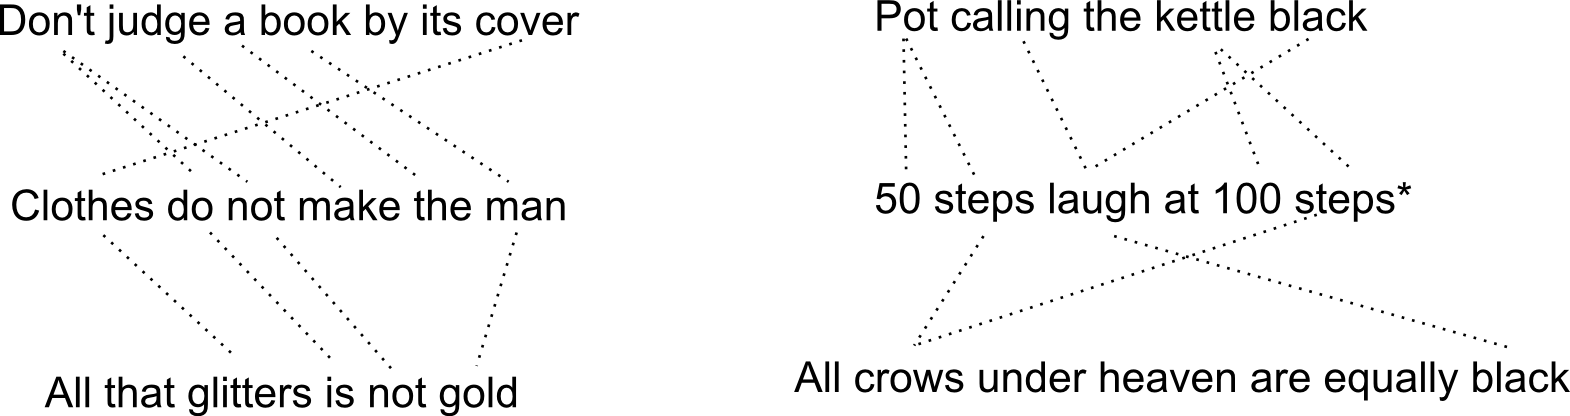 Don't judge a book by its cover
Clothes do not make the man
All that glitters is not gold
Pot calling the kettle black
50 steps laugh at 100 steps*
All crows under heaven are equally black